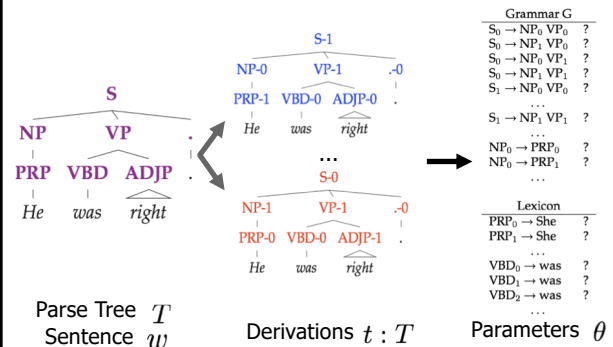 S
NP VP .
PRP VBD ADJP .
He was right
Parse Tree T
Sentence w
S-1
NP-0 VP-1 .-0
PRP-1 VBD-0 ADJP-0 .
He was right
...
S-0
NP-1 VP-1 .-0
PRP-0 VBD-0 ADJP-1 .
He was right
Derivations t : T
Grammar G
S₀ → NP₀ VP₀ ?
S₀ → NP₁ VP₀ ?
S₀ → NP₀ VP₁ ?
S₀ → NP₁ VP₁ ?
S₁ → NP₀ VP₀ ?
...
S₁ → NP₁ VP₁ ?
...
NP₀ → PRP₀ ?
NP₀ → PRP₁ ?
...
Lexicon
PRP₀ → She ?
PRP₁ → She ?
...
VBD₀ → was ?
VBD₁ → was ?
VBD₂ → was ?
...
Parameters θ